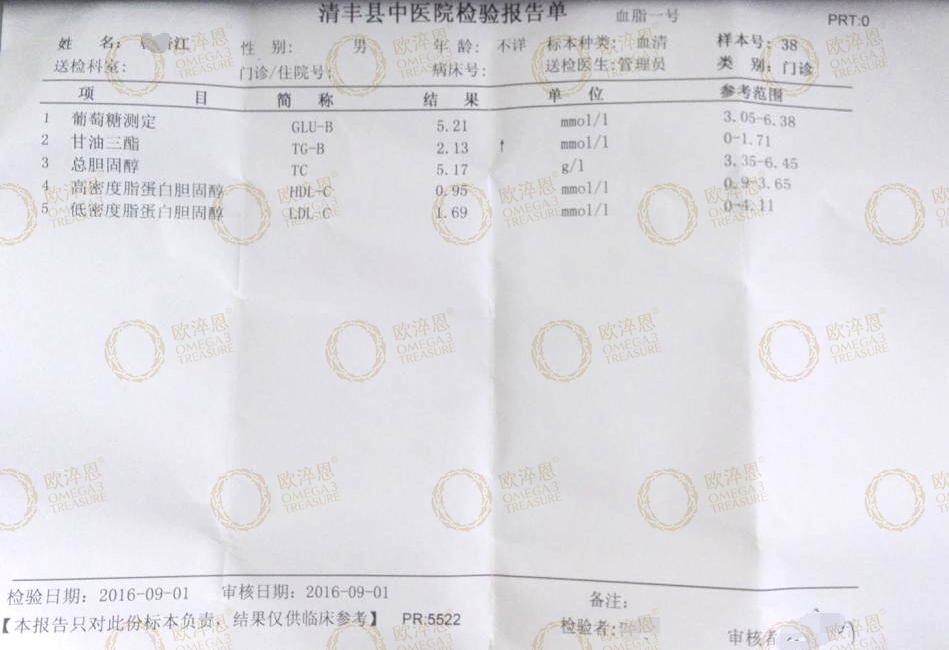 清丰县中医院检验报告单 血脂一号 PRT:0
姓 名: 江 性 别: 男 年 龄: 不详 标本种类: 血清 样本号: 38
送检科室: 门诊/住院号: 病床号: 送检医生:管理员 类 别: 门诊
项 目 简 称 结 果 单 位 参考范围
1 葡萄糖测定 GLU-B 5.21 mmol/l 3.05-6.38
2 甘油三酯 TG-B 2.13 ↑ mmol/l 0-1.71
3 总胆固醇 TC 5.17 g/l 3.35-6.45
4 高密度脂蛋白胆固醇 HDL-C 0.95 mmol/l 0.9-3.65
5 低密度脂蛋白胆固醇 LDL-C 1.69 mmol/l 0-4.11
检验日期: 2016-09-01 审核日期: 2016-09-01 备注:
【本报告只对此份标本负责, 结果仅供临床参考】 PR:5522 检验者: 审核者
欧淬恩®
OMEGA3
TREASURE